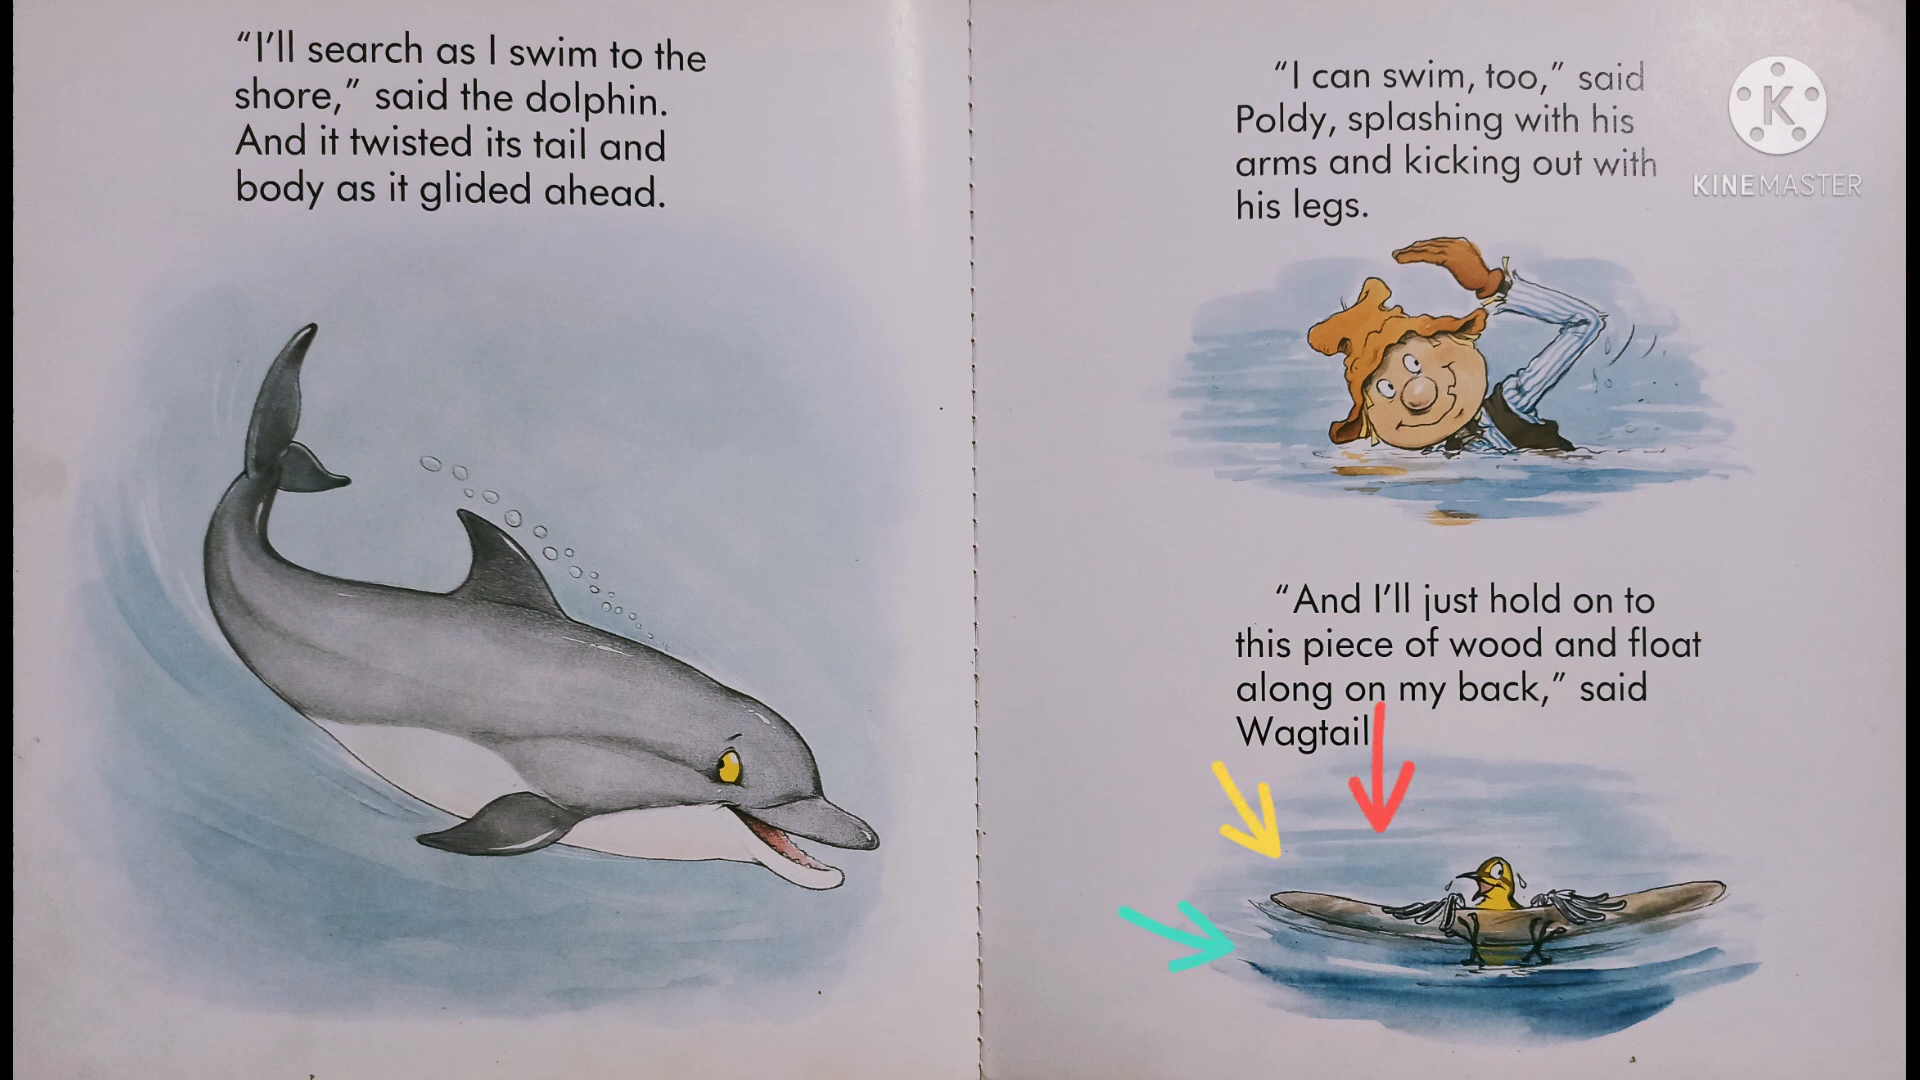 “I’ll search as I swim to the
shore,” said the dolphin.
And it twisted its tail and
body as it glided ahead.
“I can swim, too,” said
Poldy, splashing with his
arms and kicking out with
his legs.
“And I’ll just hold on to
this piece of wood and float
along on my back,” said
Wagtail
K
KINEMASTER